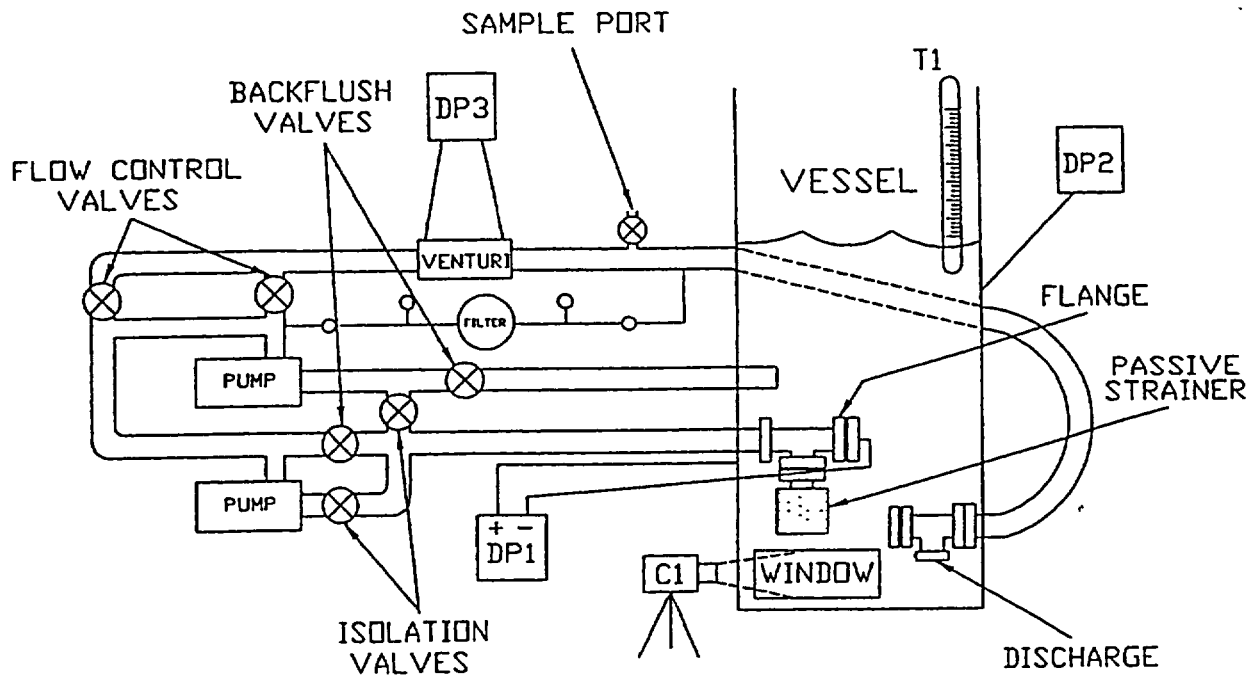 SAMPLE PORT
T1
BACKFLUSH
VALVES
DP3
DP2
FLOW CONTROL
VALVES
VESSEL
VENTURI
FLANGE
FILTER
PASSIVE
STRAINER
PUMP
PUMP
+ -
DP1
C1
WINDOW
ISOLATION
VALVES
DISCHARGE